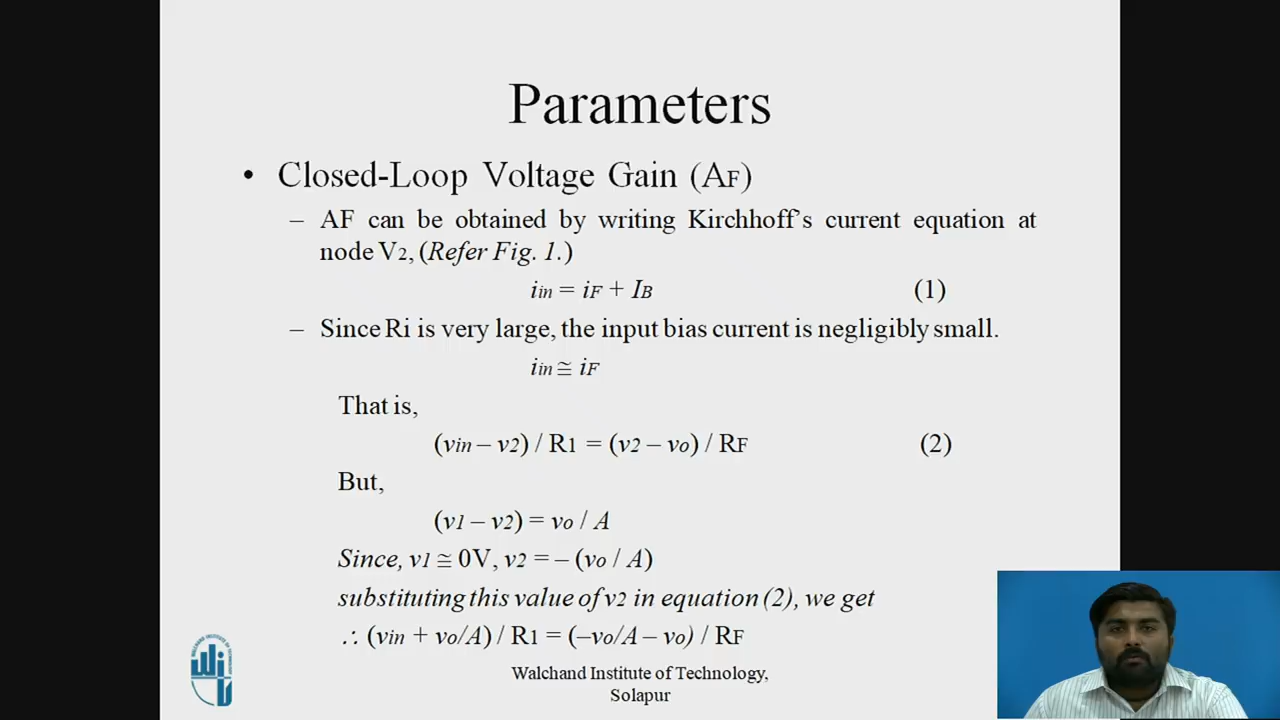 Parameters
• Closed-Loop Voltage Gain (AF)
– AF can be obtained by writing Kirchhoff's current equation at
node V2, (Refer Fig. 1.)
iin = iF + IB (1)
– Since Ri is very large, the input bias current is negligibly small.
iin ≅ iF
That is,
(vin – v2) / R1 = (v2 – vo) / RF (2)
But,
(v1 – v2) = vo / A
Since, v1 ≅ 0V, v2 = – (vo / A)
substituting this value of v2 in equation (2), we get
∴ (vin + vo/A) / R1 = (–vo/A – vo) / RF
Walchand Institute of Technology,
Solapur